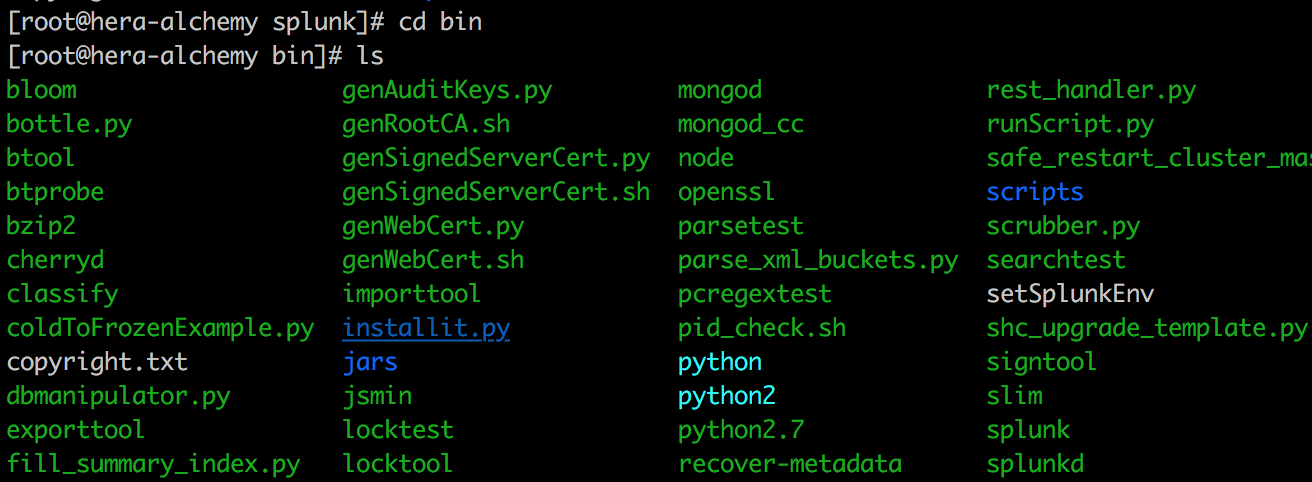 [root@hera-alchemy splunk]# cd bin
[root@hera-alchemy bin]# ls
bloom genAuditKeys.py mongod rest_handler.py
bottle.py genRootCA.sh mongod_cc runScript.py
btool genSignedServerCert.py node safe_restart_cluster_mas
btprobe genSignedServerCert.sh openssl scripts
bzip2 genWebCert.py parsetest scrubber.py
cherryd genWebCert.sh parse_xml_buckets.py searchtest
classify importtool pcregextest setSplunkEnv
coldToFrozenExample.py installit.py pid_check.sh shc_upgrade_template.py
copyright.txt jars python signtool
dbmanipulator.py jsmin python2 slim
exporttool locktest python2.7 splunk
fill_summary_index.py locktool recover-metadata splunkd